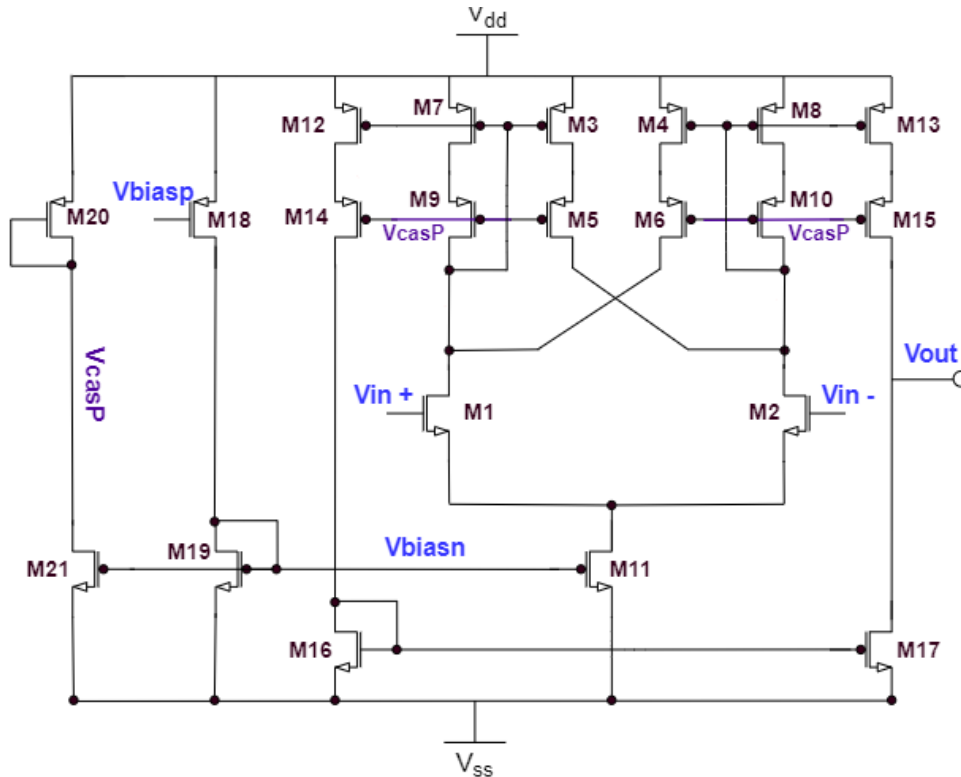 Vdd
M12
M7
M3
M4
M8
M13
Vbiasp
M20
M18
M14
M9
M5
M6
M10
M15
VcasP
VcasP
VcasP
Vout
Vin +
M1
M2
Vin -
M21
M19
Vbiasn
M11
M16
M17
Vss